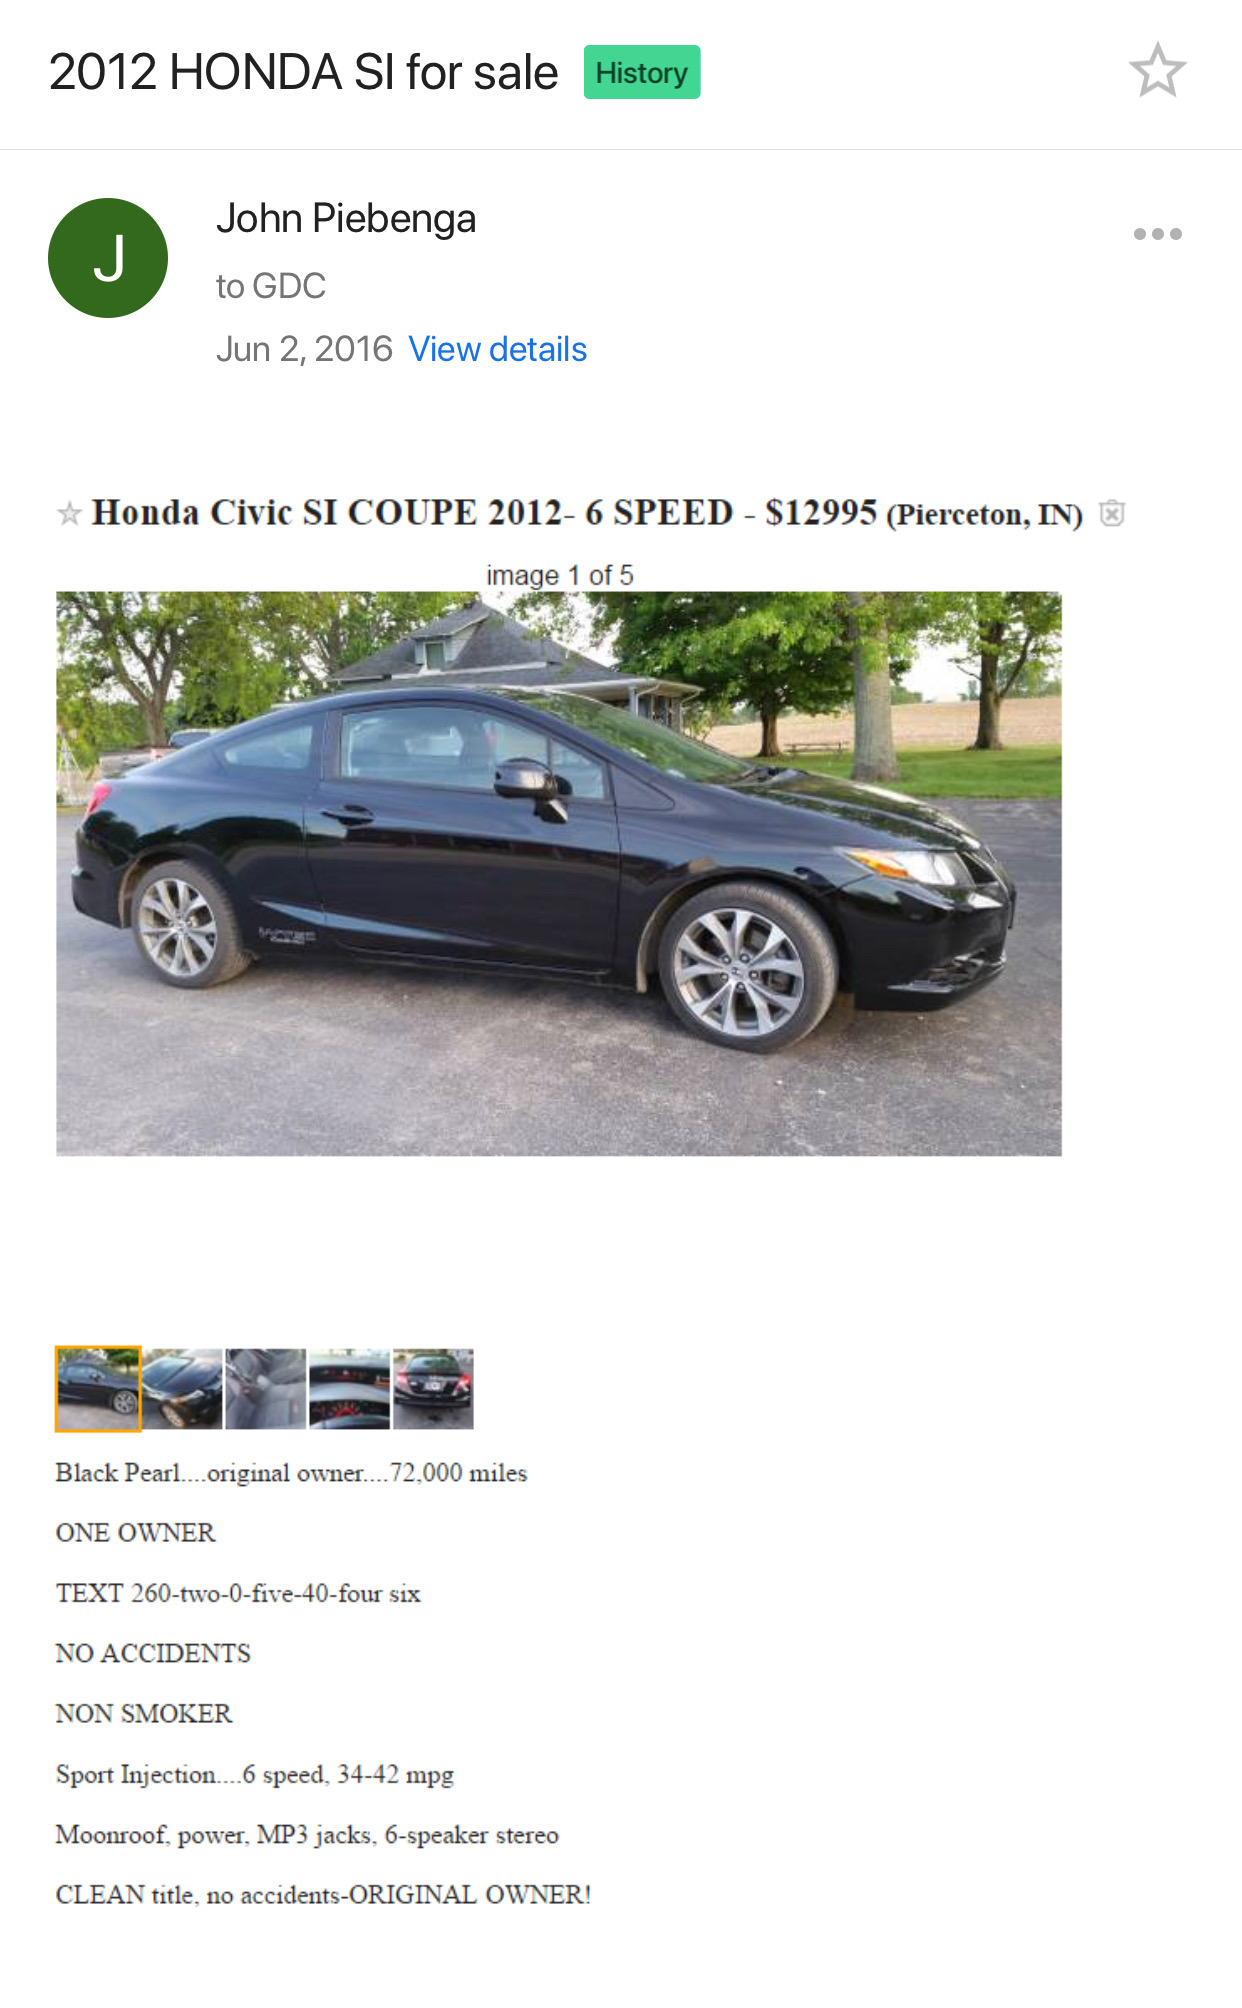 2012 HONDA SI for sale History
J
John Piebenga
to GDC
Jun 2, 2016 View details
Honda Civic SI COUPE 2012- 6 SPEED - $12995 (Pierceton, IN)
image 1 of 5
Black Pearl....original owner....72,000 miles
ONE OWNER
TEXT 260-two-0-five-40-four six
NO ACCIDENTS
NON SMOKER
Sport Injection....6 speed, 34-42 mpg
Moonroof, power, MP3 jacks, 6-speaker stereo
CLEAN title, no accidents-ORIGINAL OWNER!